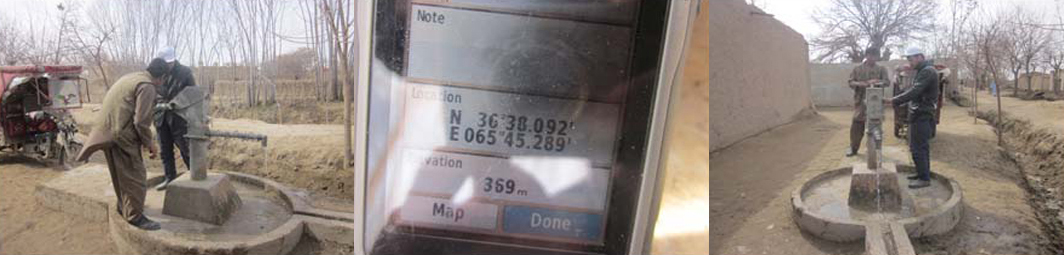 Note
Location
N 36°38.092'
E 065°45.289'
Elevation
369m
Map
Done